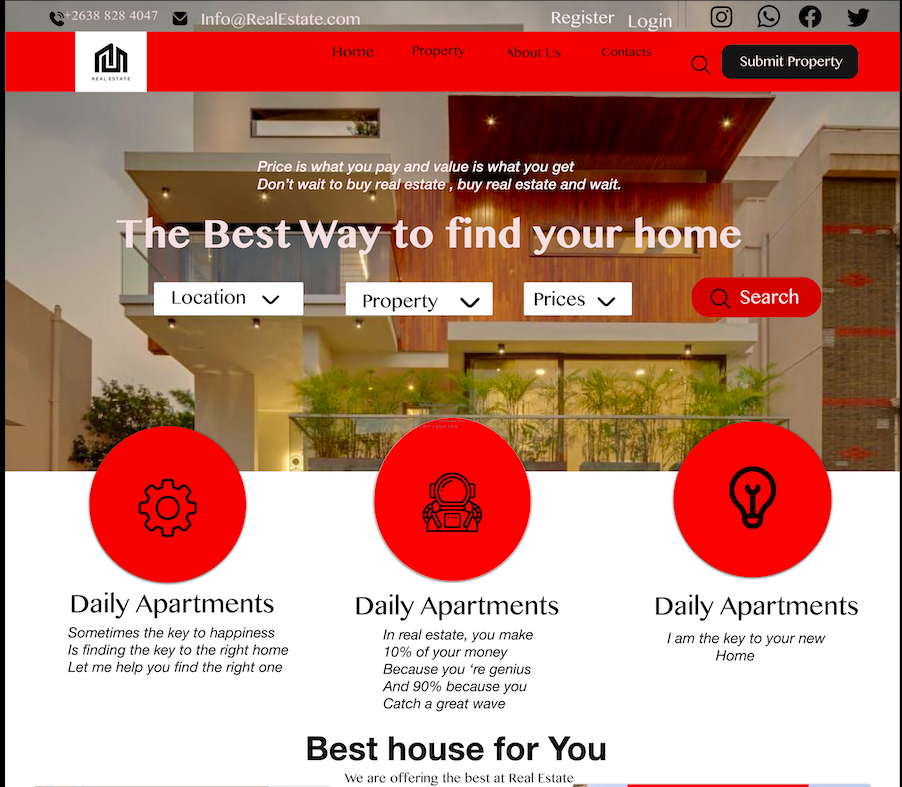 +2638 828 4047 Info@RealEstate.com Register Login
REAL ESTATE
Home Property About Us Contacts Submit Property
Price is what you pay and value is what you get
Don't wait to buy real estate , buy real estate and wait.
The Best Way to find your home
Location Property Prices Search
Daily Apartments
Sometimes the key to happiness
Is finding the key to the right home
Let me help you find the right one
Daily Apartments
In real estate, you make
10% of your money
Because you 're genius
And 90% because you
Catch a great wave
Daily Apartments
I am the key to your new
Home
Best house for You
We are offering the best at Real Estate